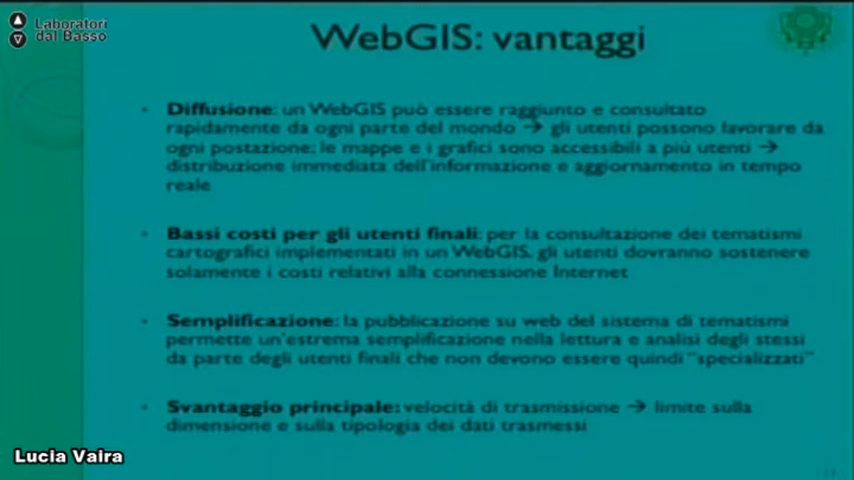 Laboratori
dal Basso
WebGIS: vantaggi
• Diffusione: un WebGIS può essere raggiunto e consultato
rapidamente da ogni parte del mondo → gli utenti possono lavorare da
ogni postazione; le mappe e i grafici sono accessibili a più utenti →
distribuzione immediata dell'informazione e aggiornamento in tempo
reale
• Bassi costi per gli utenti finali: per la consultazione dei tematismi
cartografici implementati in un WebGIS, gli utenti dovranno sostenere
solamente i costi relativi alla connessione Internet
• Semplificazione: la pubblicazione su web del sistema di tematismi
permette un'estrema semplificazione nella lettura e analisi degli stessi
da parte degli utenti finali che non devono essere quindi "specializzati"
• Svantaggio principale: velocità di trasmissione → limite sulla
dimensione e sulla tipologia dei dati trasmessi
Lucia Vaira